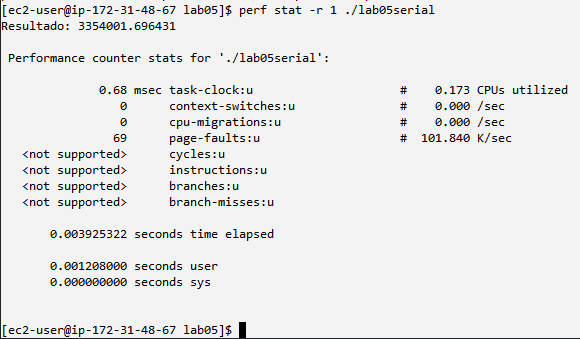 [ec2-user@ip-172-31-48-67 lab05]$ perf stat -r 1 ./lab05serial
Resultado: 3354001.696431
Performance counter stats for './lab05serial':
0.68 msec task-clock:u # 0.173 CPUs utilized
0 context-switches:u # 0.000 /sec
0 cpu-migrations:u # 0.000 /sec
69 page-faults:u # 101.840 K/sec
<not supported> cycles:u
<not supported> instructions:u
<not supported> branches:u
<not supported> branch-misses:u
0.003925322 seconds time elapsed
0.001208000 seconds user
0.000000000 seconds sys
[ec2-user@ip-172-31-48-67 lab05]$